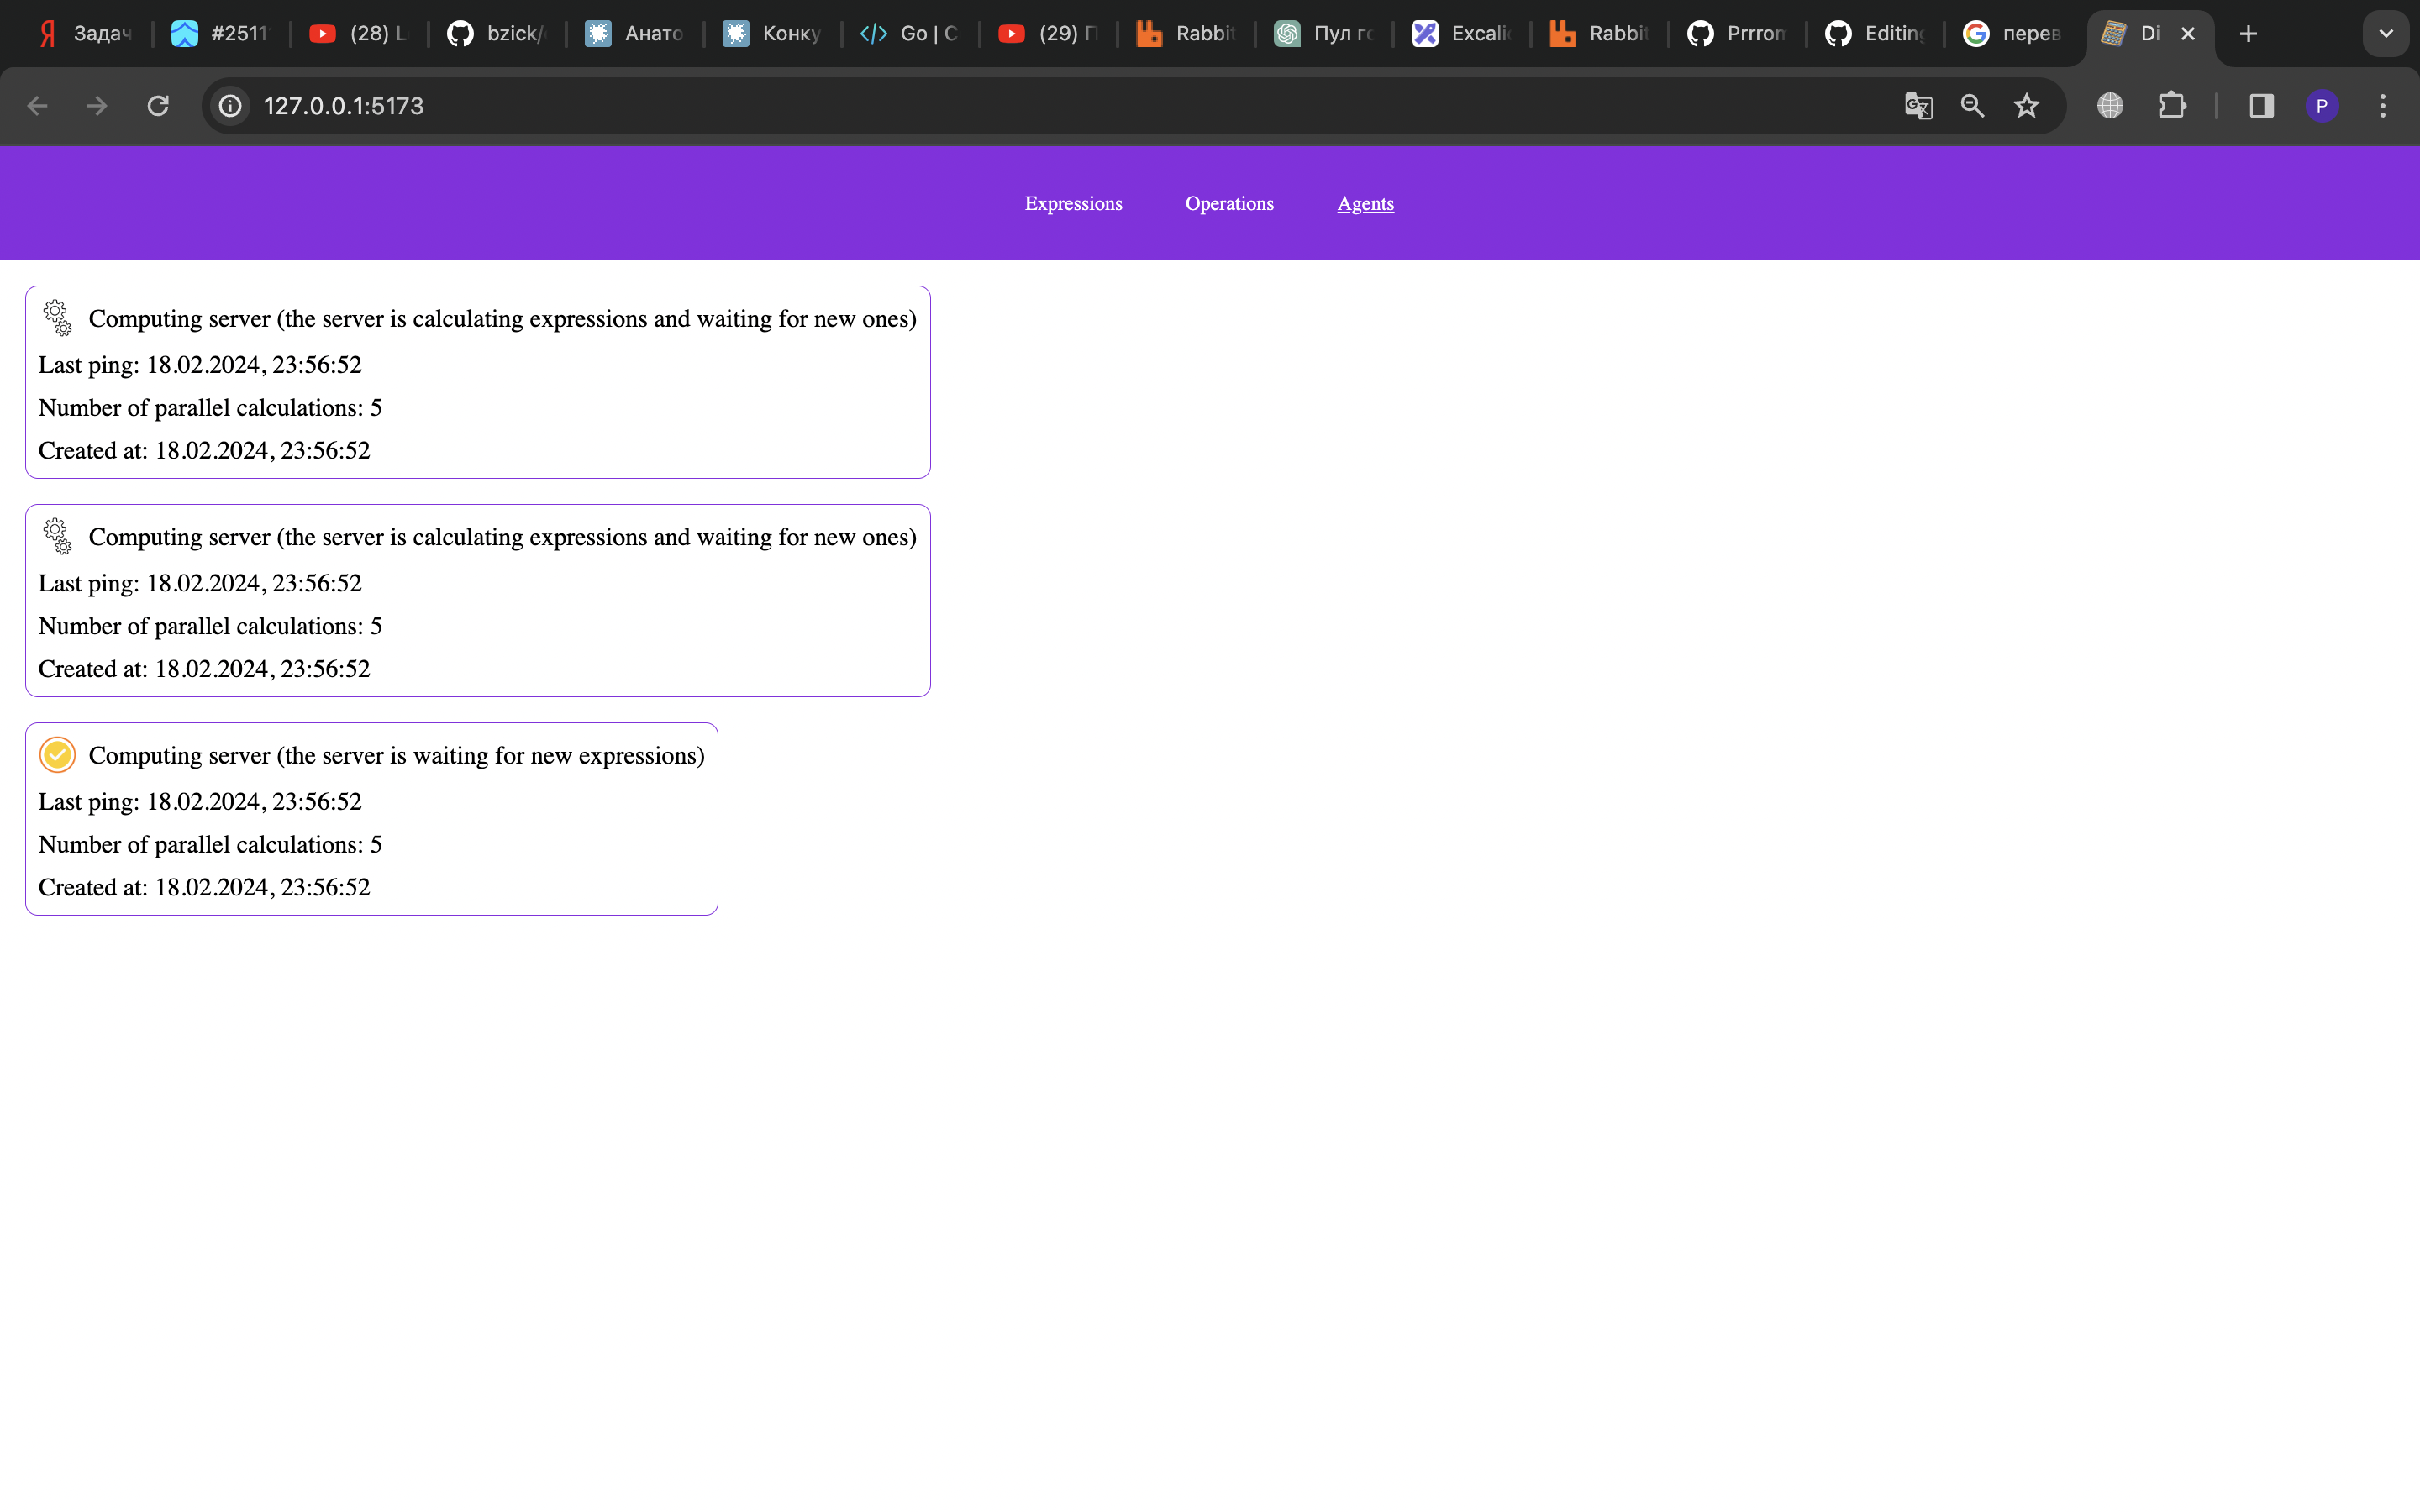 Задач #2511 (28) L bzick/ Анато Конку Go | C (29) П Rabbit Пул го Excali Rabbit Prrrom Editing перев Di
127.0.0.1:5173
P
Expressions Operations Agents
Computing server (the server is calculating expressions and waiting for new ones)
Last ping: 18.02.2024, 23:56:52
Number of parallel calculations: 5
Created at: 18.02.2024, 23:56:52
Computing server (the server is calculating expressions and waiting for new ones)
Last ping: 18.02.2024, 23:56:52
Number of parallel calculations: 5
Created at: 18.02.2024, 23:56:52
Computing server (the server is waiting for new expressions)
Last ping: 18.02.2024, 23:56:52
Number of parallel calculations: 5
Created at: 18.02.2024, 23:56:52